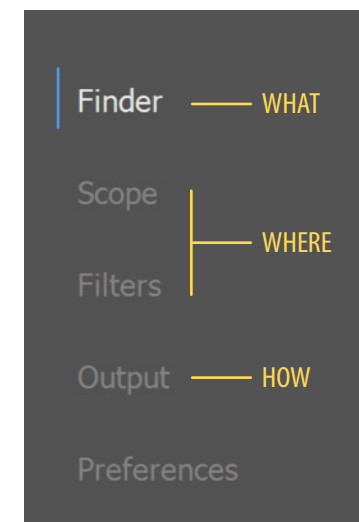 Finder WHAT
Scope
WHERE
Filters
Output HOW
Preferences